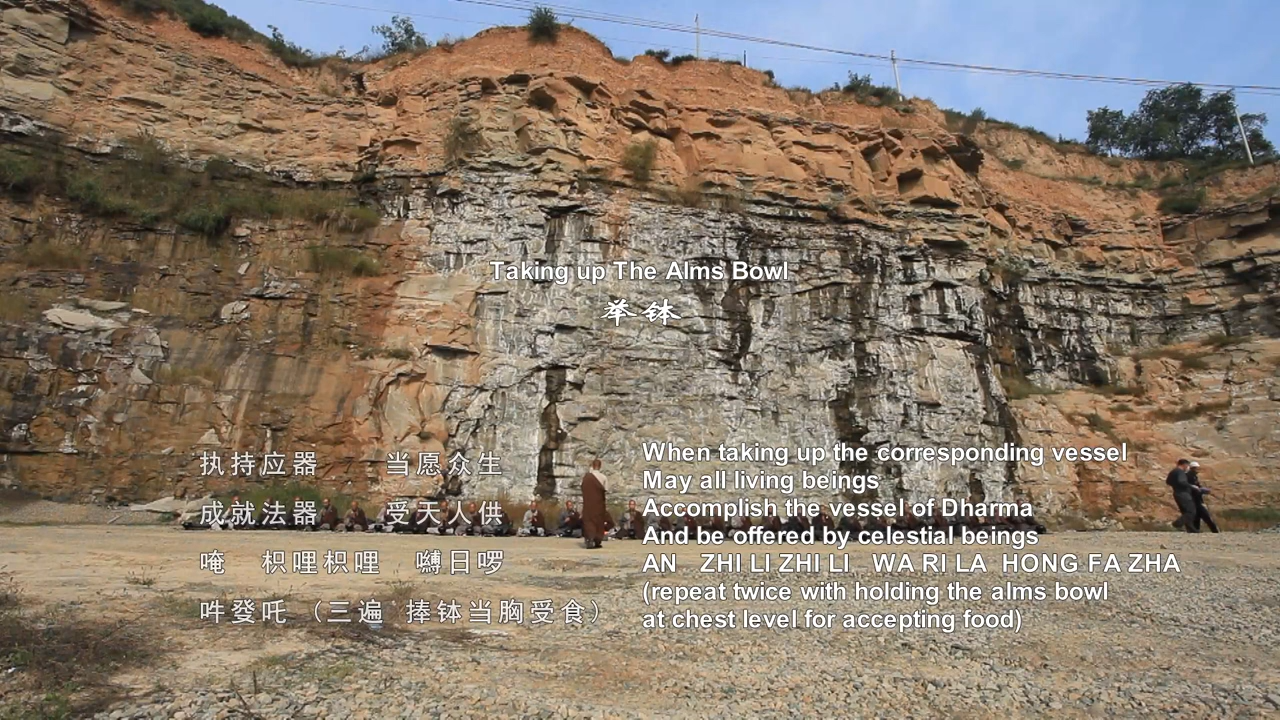 Taking up The Alms Bowl
举钵
执持应器 当愿众生
成就法器 受天人供
唵 枳哩枳哩 嚩日啰
吽癹吒 （三遍 捧钵当胸受食）
When taking up the corresponding vessel
May all living beings
Accomplish the vessel of Dharma
And be offered by celestial beings
AN ZHI LI ZHI LI WA RI LA HONG FA ZHA
(repeat twice with holding the alms bowl
at chest level for accepting food)